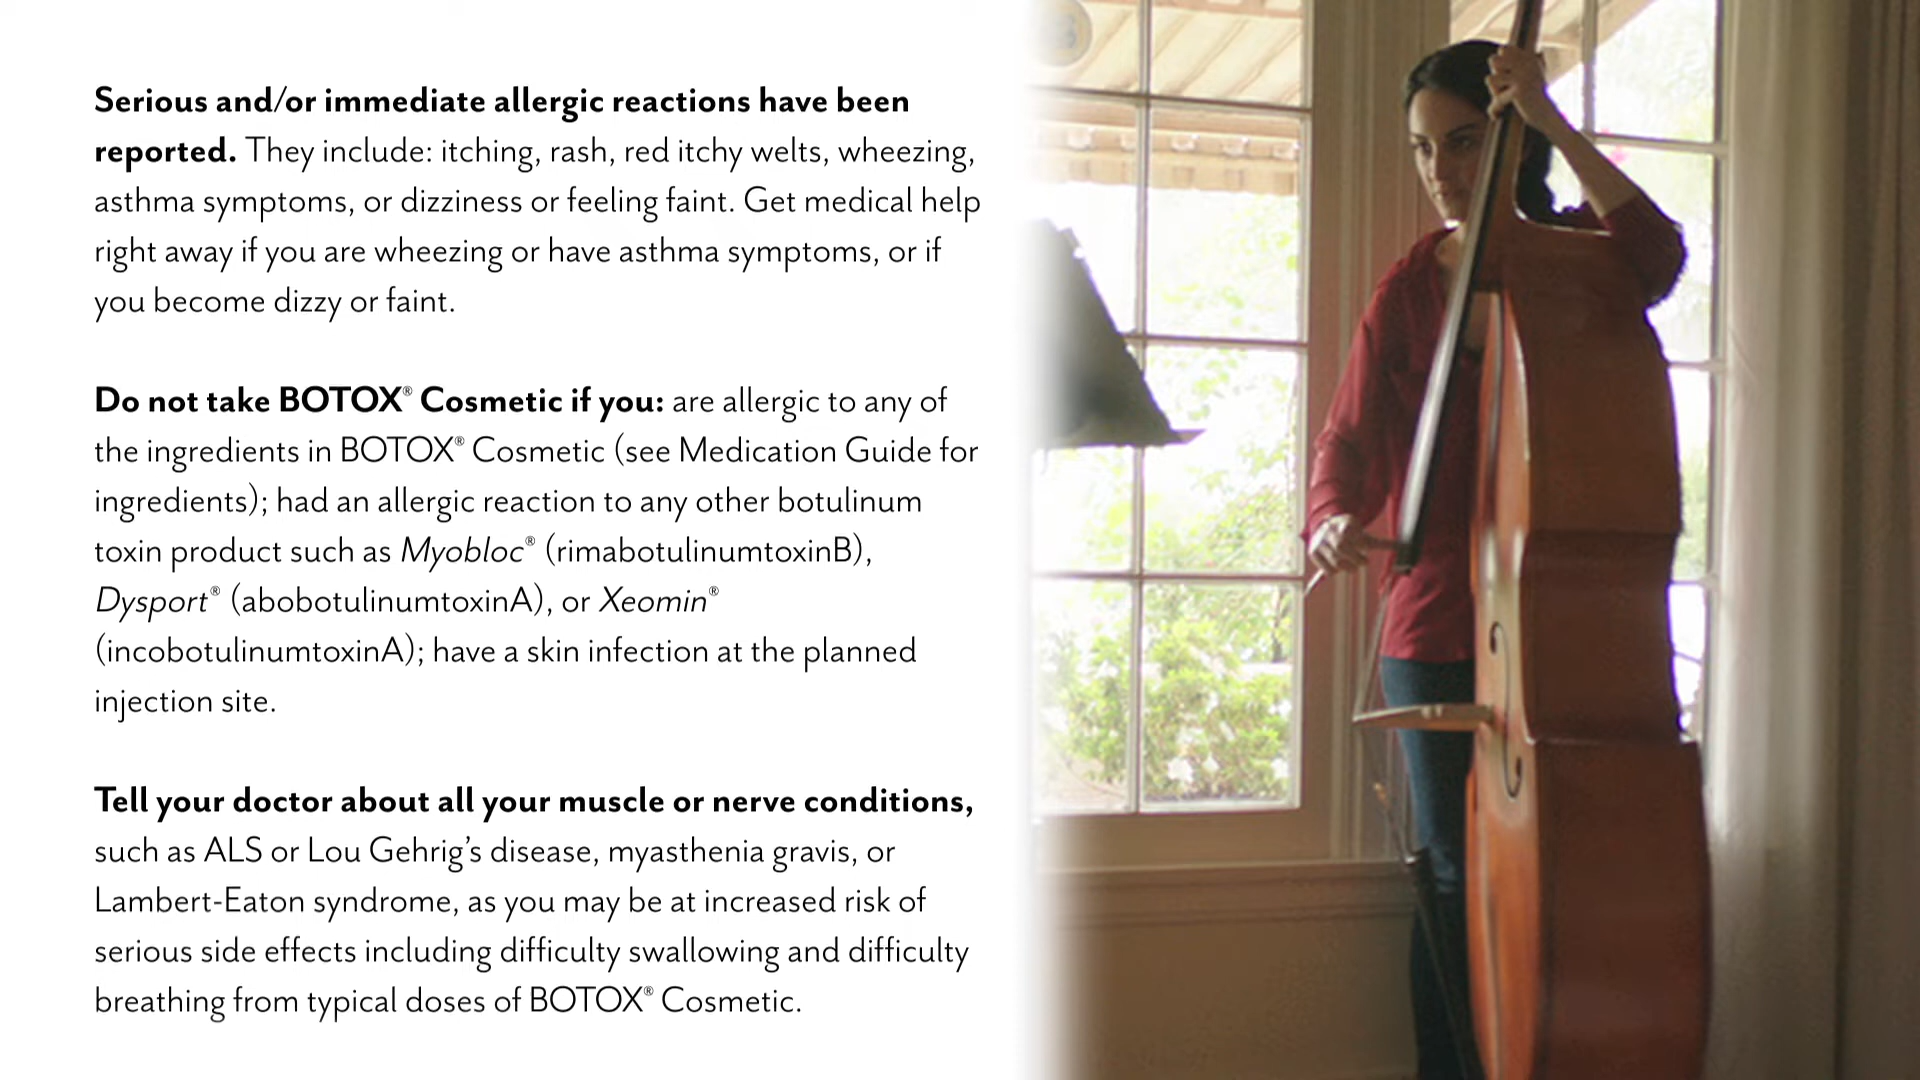 Serious and/or immediate allergic reactions have been
reported. They include: itching, rash, red itchy welts, wheezing,
asthma symptoms, or dizziness or feeling faint. Get medical help
right away if you are wheezing or have asthma symptoms, or if
you become dizzy or faint.
Do not take BOTOX® Cosmetic if you: are allergic to any of
the ingredients in BOTOX® Cosmetic (see Medication Guide for
ingredients); had an allergic reaction to any other botulinum
toxin product such as Myobloc® (rimabotulinumtoxinB),
Dysport® (abobotulinumtoxinA), or Xeomin®
(incobotulinumtoxinA); have a skin infection at the planned
injection site.
Tell your doctor about all your muscle or nerve conditions,
such as ALS or Lou Gehrig’s disease, myasthenia gravis, or
Lambert-Eaton syndrome, as you may be at increased risk of
serious side effects including difficulty swallowing and difficulty
breathing from typical doses of BOTOX® Cosmetic.